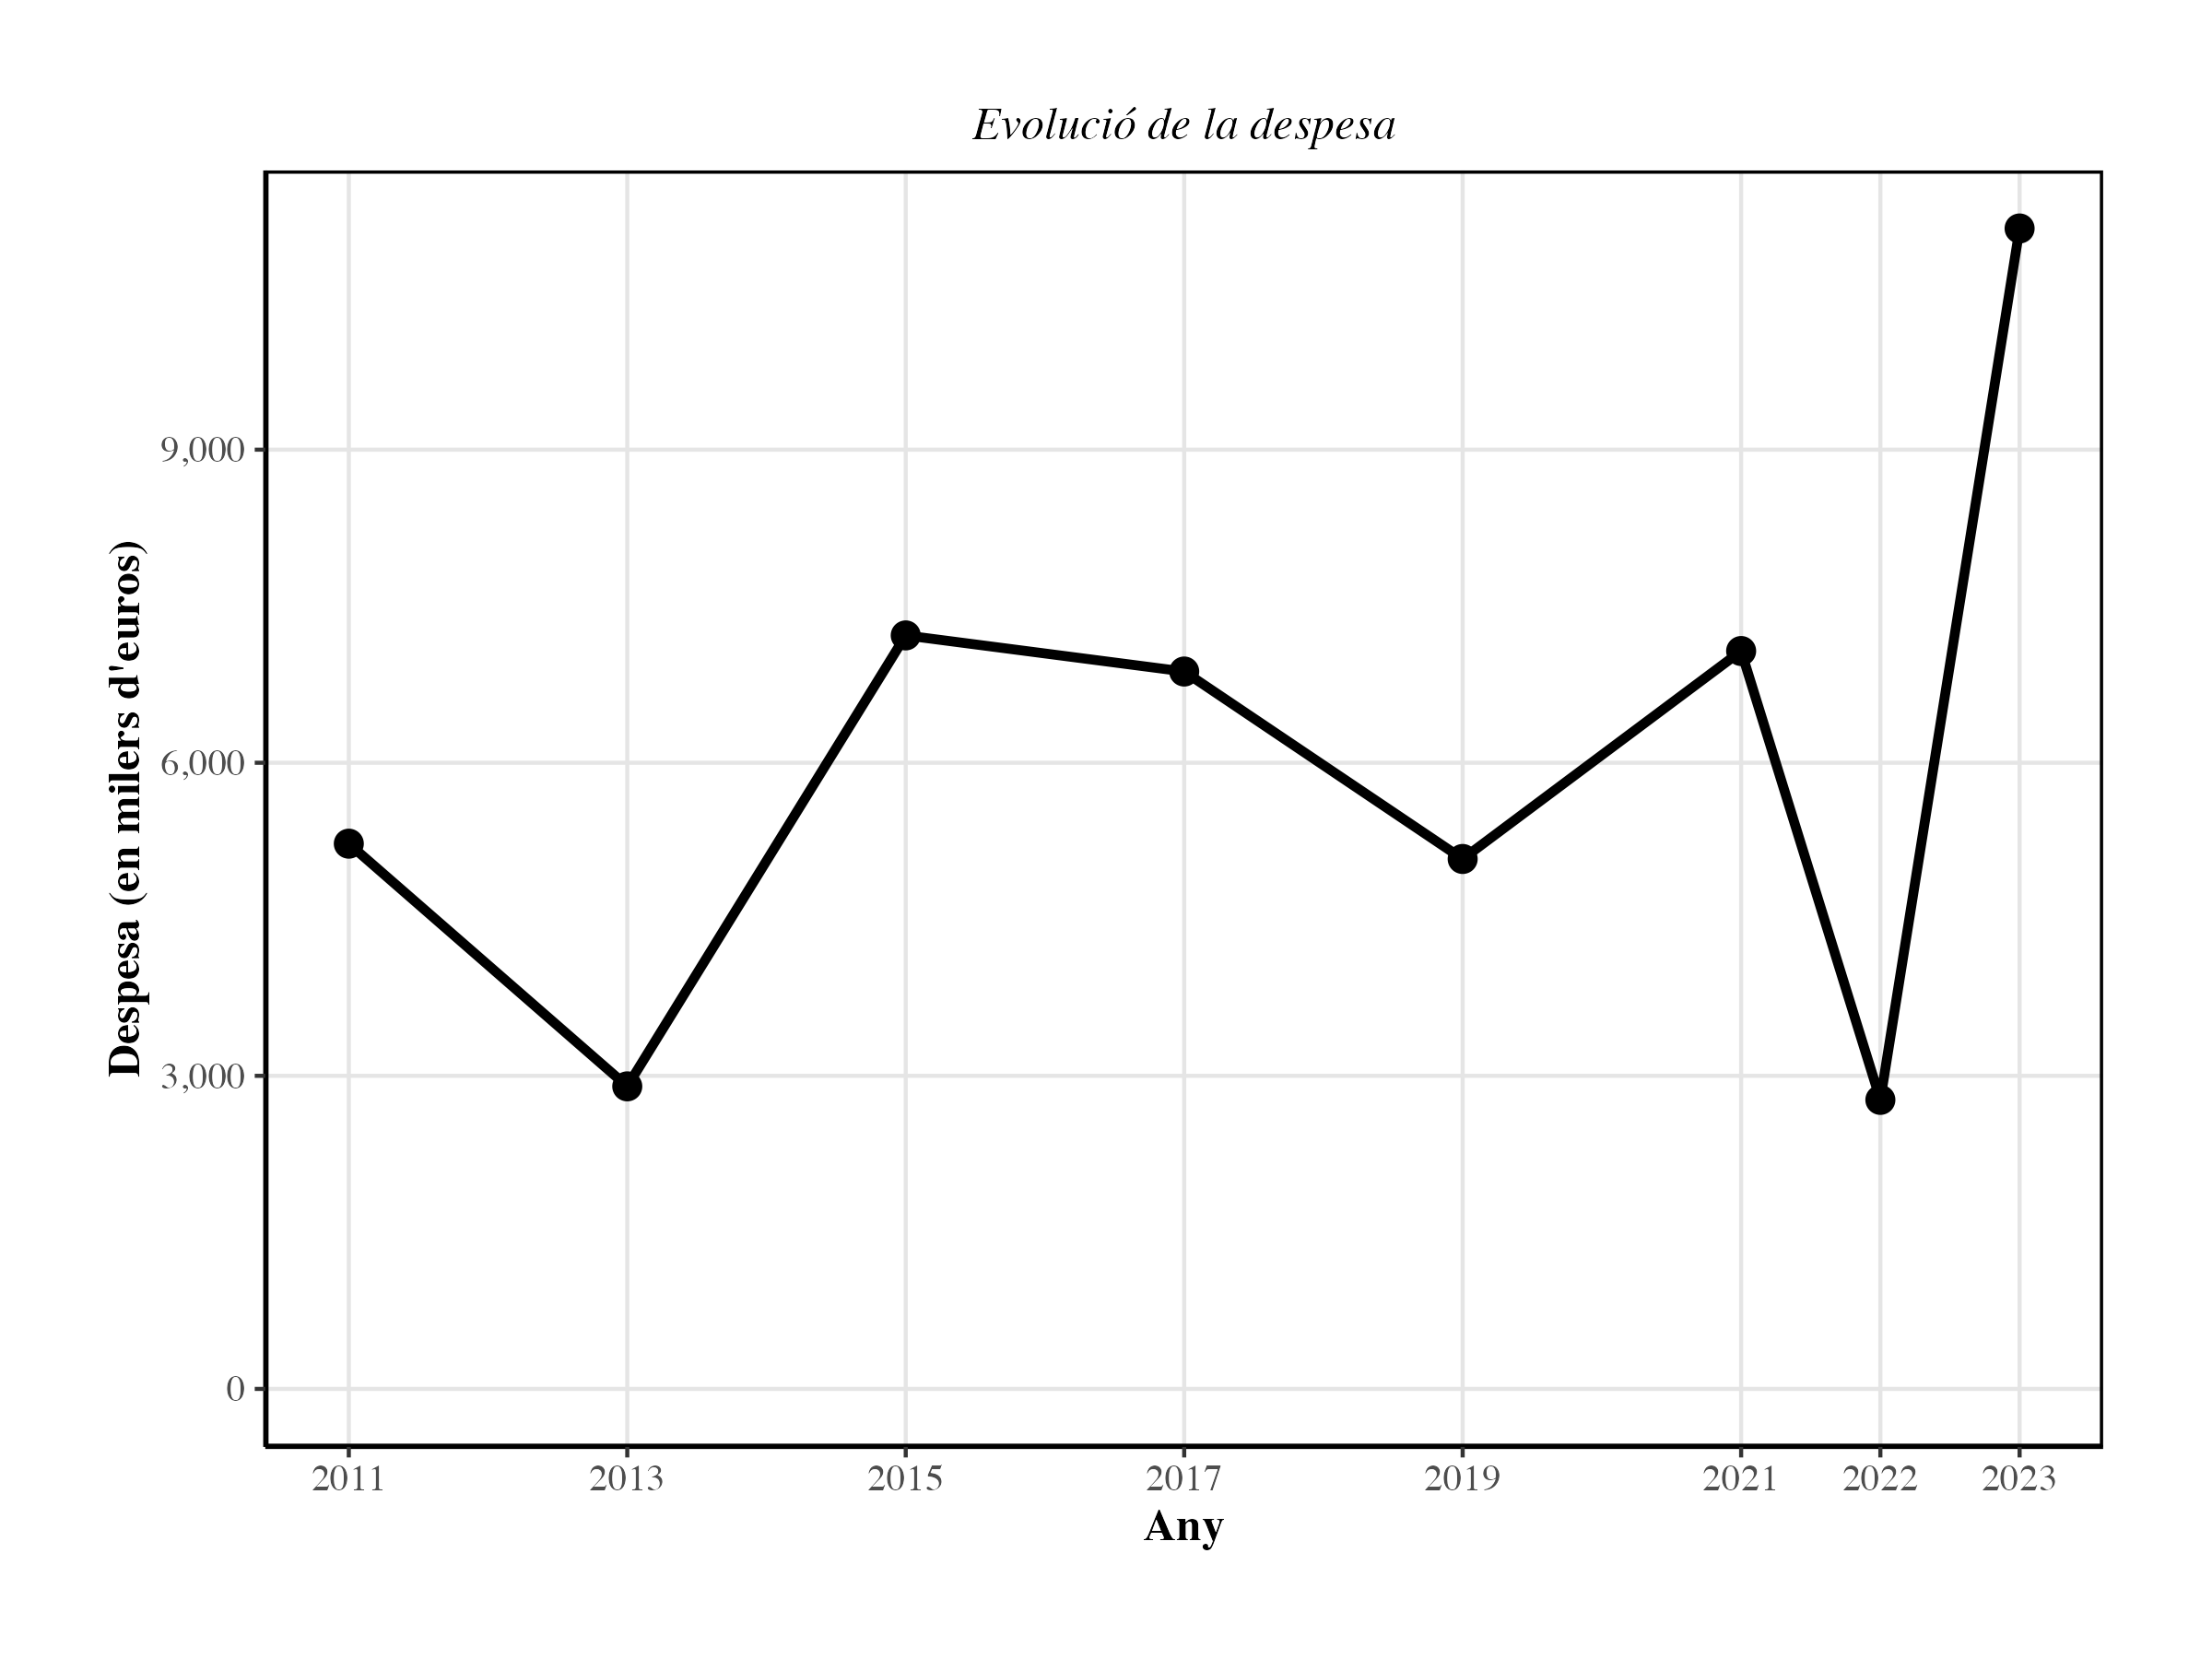 Evolució de la despesa
Despesa (en milers d'euros)
9,000
6,000
3,000
0
2011 2013 2015 2017 2019 2021 2022 2023
Any